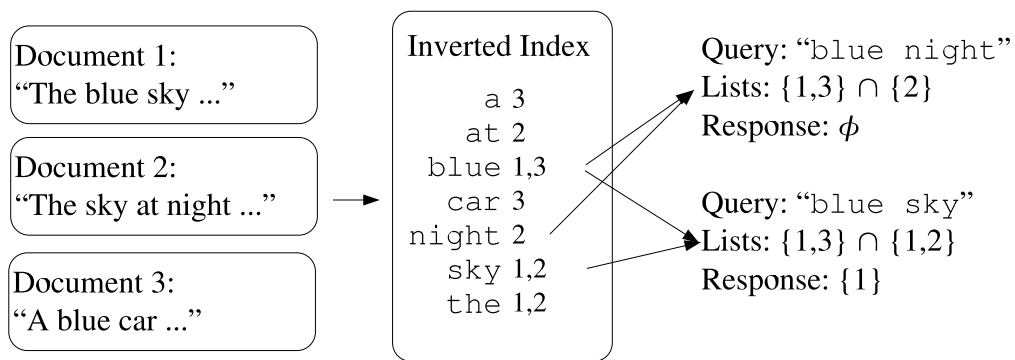 Document 1:
“The blue sky ...”
Document 2:
“The sky at night ...”
Document 3:
“A blue car ...”
Inverted Index
a 3
at 2
blue 1,3
car 3
night 2
sky 1,2
the 1,2
Query: “blue night”
Lists: {1,3} ∩ {2}
Response: ϕ
Query: “blue sky”
Lists: {1,3} ∩ {1,2}
Response: {1}